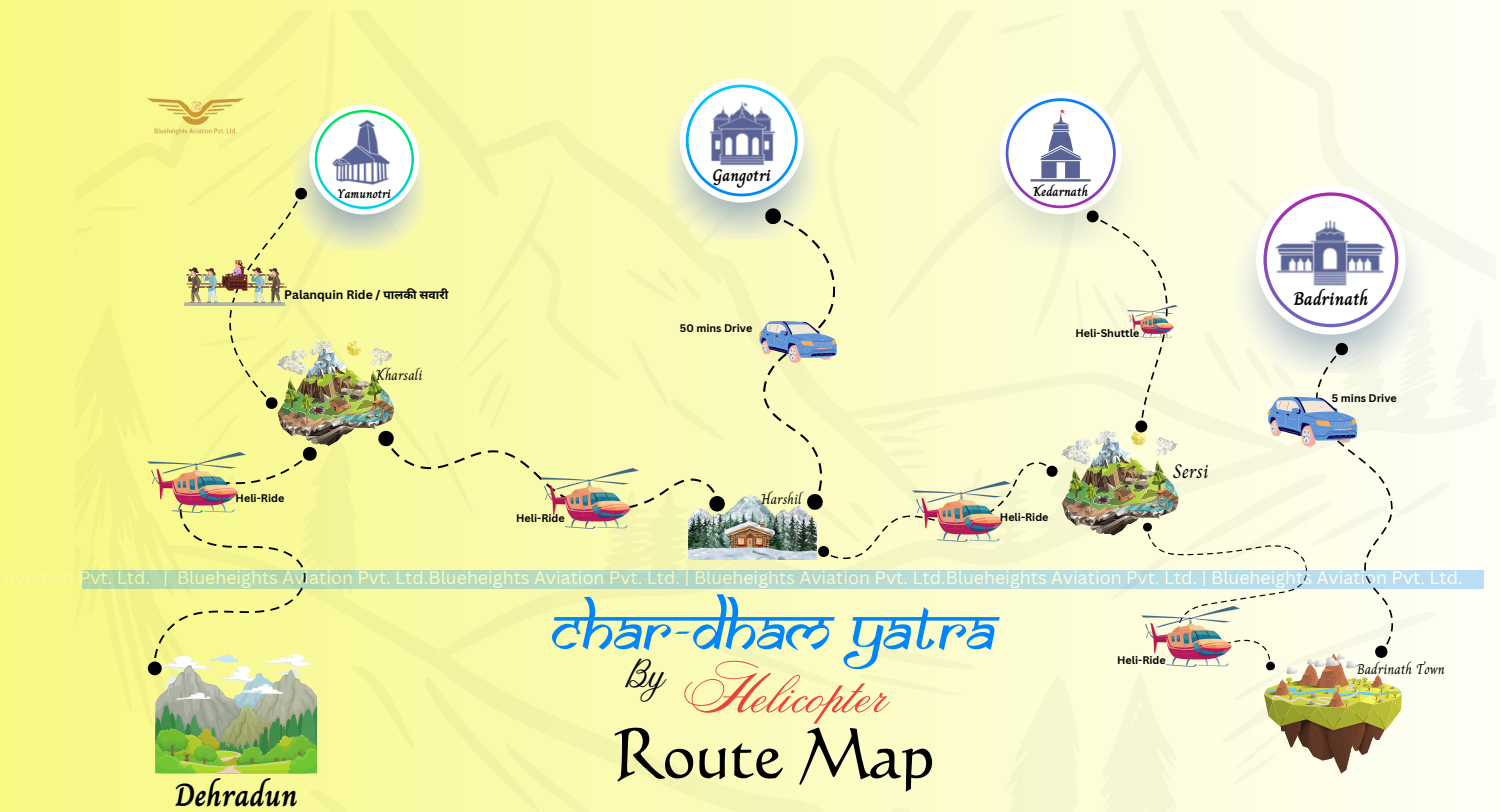 B
Blueheights Aviation Pvt. Ltd.
Yamunotri
Gangotri
Kedarnath
Badrinath
Palanquin Ride / पालकी सवारी
50 mins Drive
Heli-Shuttle
Kharsali
5 mins Drive
Heli-Ride
Heli-Ride
Harshil
Heli-Ride
Sersi
Aviation Pvt. Ltd. | Blueheights Aviation Pvt. Ltd.Blueheights Aviation Pvt. Ltd. | Blueheights Aviation Pvt. Ltd.Blueheights Aviation Pvt. Ltd. | Blueheights Aviation Pvt. Ltd.
char-dham yatra
By Helicopter
Route Map
Heli-Ride
Badrinath Town
Dehradun